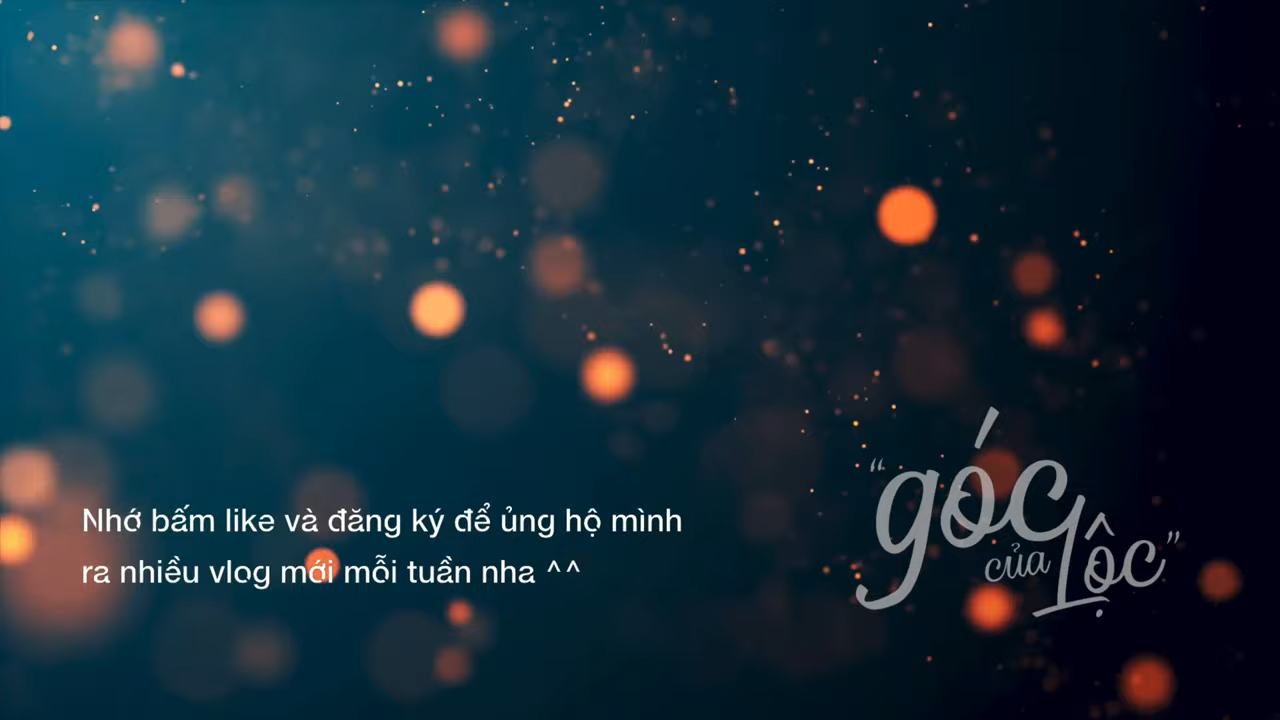 Nhớ bấm like và đăng ký để ủng hộ mình
ra nhiều vlog mới mỗi tuần nha ^^
“góc
của Lộc”